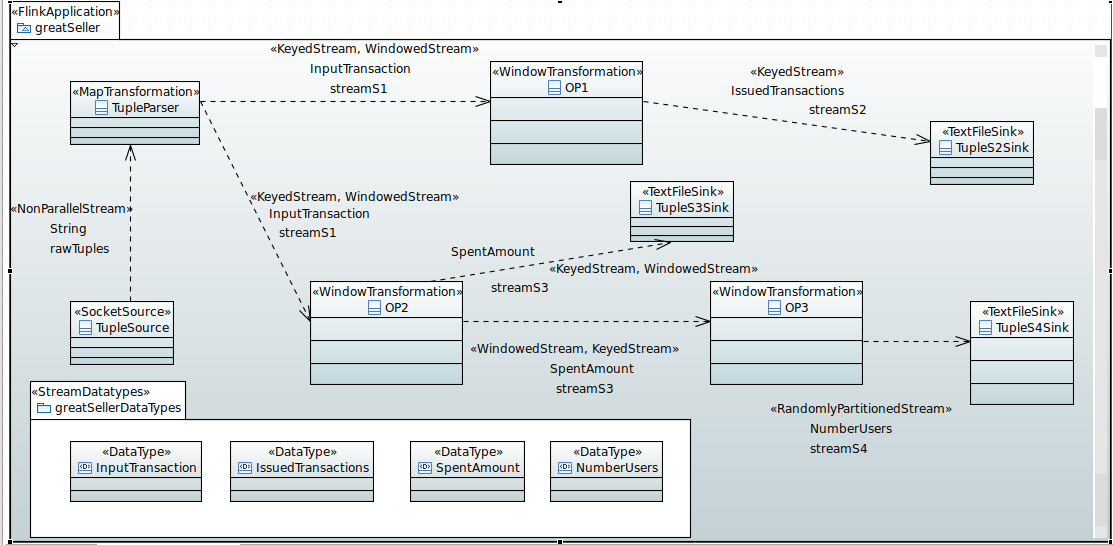 «FlinkApplication»
greatSeller
«KeyedStream, WindowedStream»
InputTransaction
streamS1
«MapTransformation»
TupleParser
«WindowTransformation»
OP1
«KeyedStream»
IssuedTransactions
streamS2
«TextFileSink»
TupleS2Sink
«NonParallelStream»
String
rawTuples
«KeyedStream, WindowedStream»
InputTransaction
streamS1
«TextFileSink»
TupleS3Sink
SpentAmount
«KeyedStream, WindowedStream»
streamS3
«SocketSource»
TupleSource
«WindowTransformation»
OP2
«WindowTransformation»
OP3
«TextFileSink»
TupleS4Sink
«WindowedStream, KeyedStream»
SpentAmount
streamS3
«RandomlyPartitionedStream»
NumberUsers
streamS4
«StreamDatatypes»
greatSellerDataTypes
«DataType»
InputTransaction
«DataType»
IssuedTransactions
«DataType»
SpentAmount
«DataType»
NumberUsers